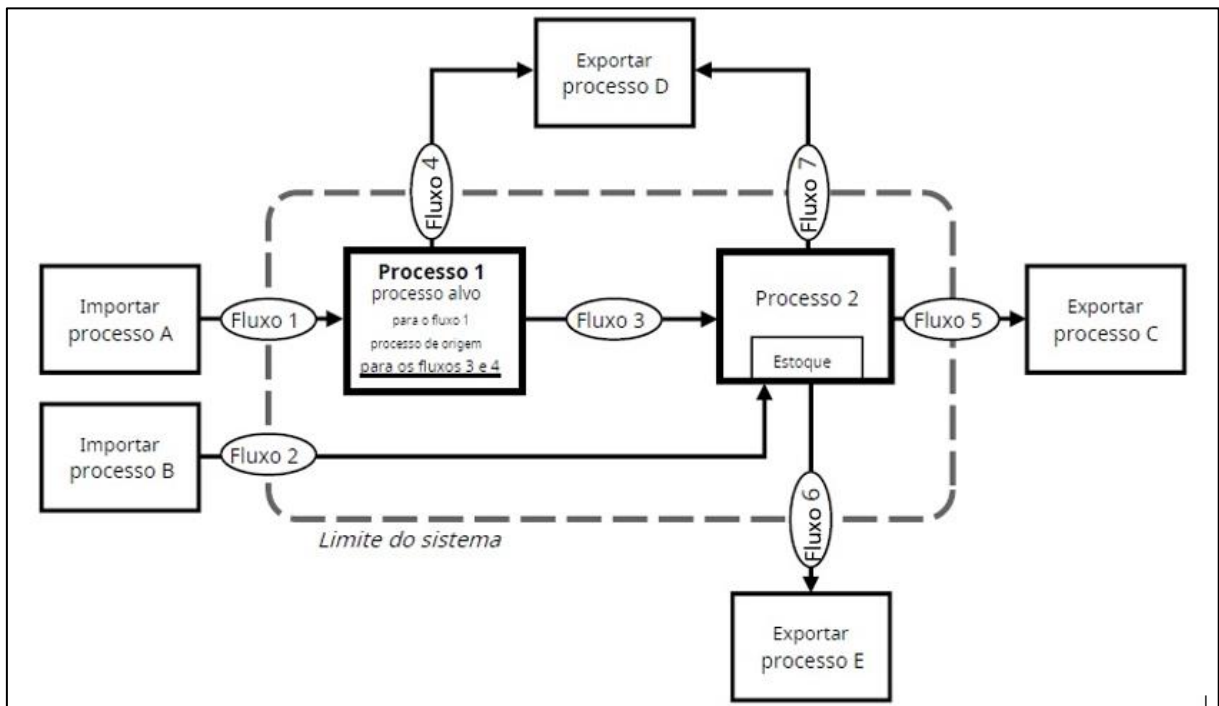 Exportar
processo D
Fluxo 4
Fluxo 7
Importar
processo A
Fluxo 1
Processo 1
processo alvo
para o fluxo 1
processo de origem
para os fluxos 3 e 4
Fluxo 3
Processo 2
Estoque
Fluxo 5
Exportar
processo C
Importar
processo B
Fluxo 2
Fluxo 6
Limite do sistema
Exportar
processo E